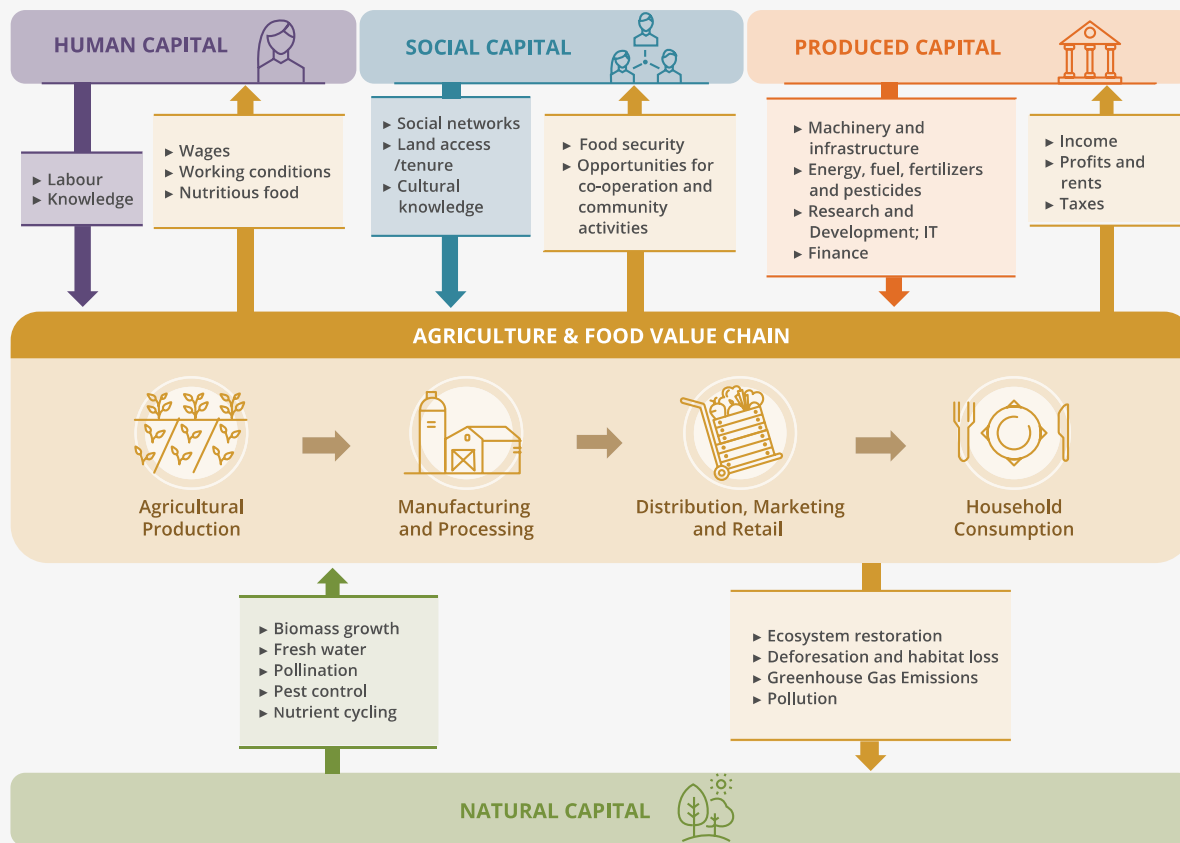 HUMAN CAPITAL
SOCIAL CAPITAL
PRODUCED CAPITAL
► Labour
► Knowledge
► Wages
► Working conditions
► Nutritious food
► Social networks
► Land access
/tenure
► Cultural
knowledge
► Food security
► Opportunities for
co-operation and
community
activities
► Machinery and
infrastructure
► Energy, fuel, fertilizers
and pesticides
► Research and
Development; IT
► Finance
► Income
► Profits and
rents
► Taxes
AGRICULTURE & FOOD VALUE CHAIN
Agricultural
Production
Manufacturing
and Processing
Distribution, Marketing
and Retail
Household
Consumption
► Biomass growth
► Fresh water
► Pollination
► Pest control
► Nutrient cycling
► Ecosystem restoration
► Deforesation and habitat loss
► Greenhouse Gas Emissions
► Pollution
NATURAL CAPITAL